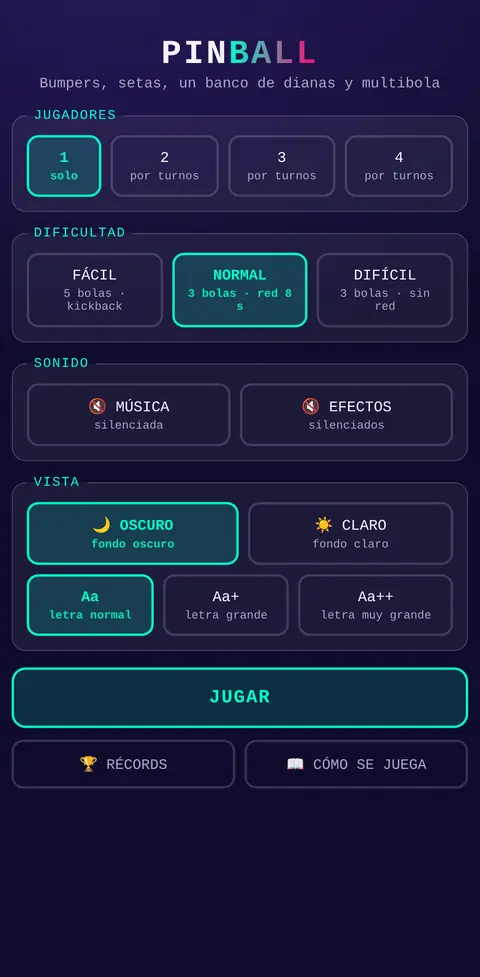 PINBALL
Bumpers, setas, un banco de dianas y multibola
JUGADORES
1 2 3 4
solo por turnos por turnos por turnos
DIFICULTAD
FÁCIL NORMAL DIFÍCIL
5 bolas · 3 bolas · red 8 3 bolas · sin
kickback s red
SONIDO
🔇 MÚSICA 🔇 EFECTOS
silenciada silenciados
VISTA
🌙 OSCURO ☀️ CLARO
fondo oscuro fondo claro
Aa Aa+ Aa++
letra normal letra grande letra muy grande
JUGAR
🏆 RÉCORDS 📖 CÓMO SE JUEGA